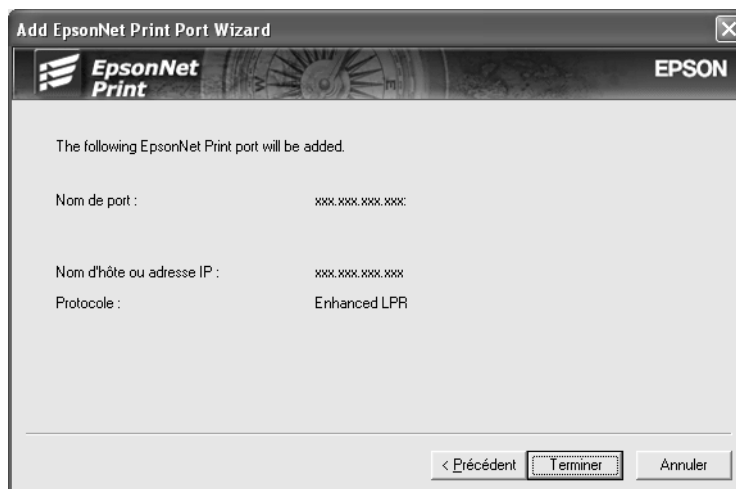 Add EpsonNet Print Port Wizard
EpsonNet
Print
EPSON
The following EpsonNet Print port will be added.
Nom de port : xxx.xxx.xxx.xxx:
Nom d'hôte ou adresse IP : xxx.xxx.xxx.xxx
Protocole : Enhanced LPR
< Précédent Terminer Annuler